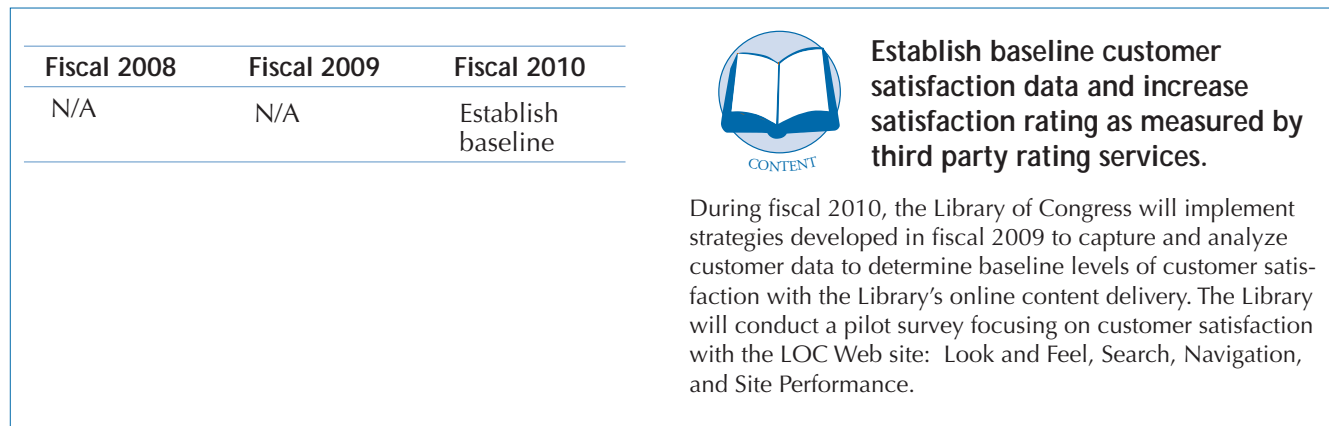 Fiscal 2008 Fiscal 2009 Fiscal 2010
N/A N/A Establish
baseline
CONTENT
Establish baseline customer
satisfaction data and increase
satisfaction rating as measured by
third party rating services.
During fiscal 2010, the Library of Congress will implement
strategies developed in fiscal 2009 to capture and analyze
customer data to determine baseline levels of customer satis-
faction with the Library’s online content delivery. The Library
will conduct a pilot survey focusing on customer satisfaction
with the LOC Web site:  Look and Feel, Search, Navigation,
and Site Performance.